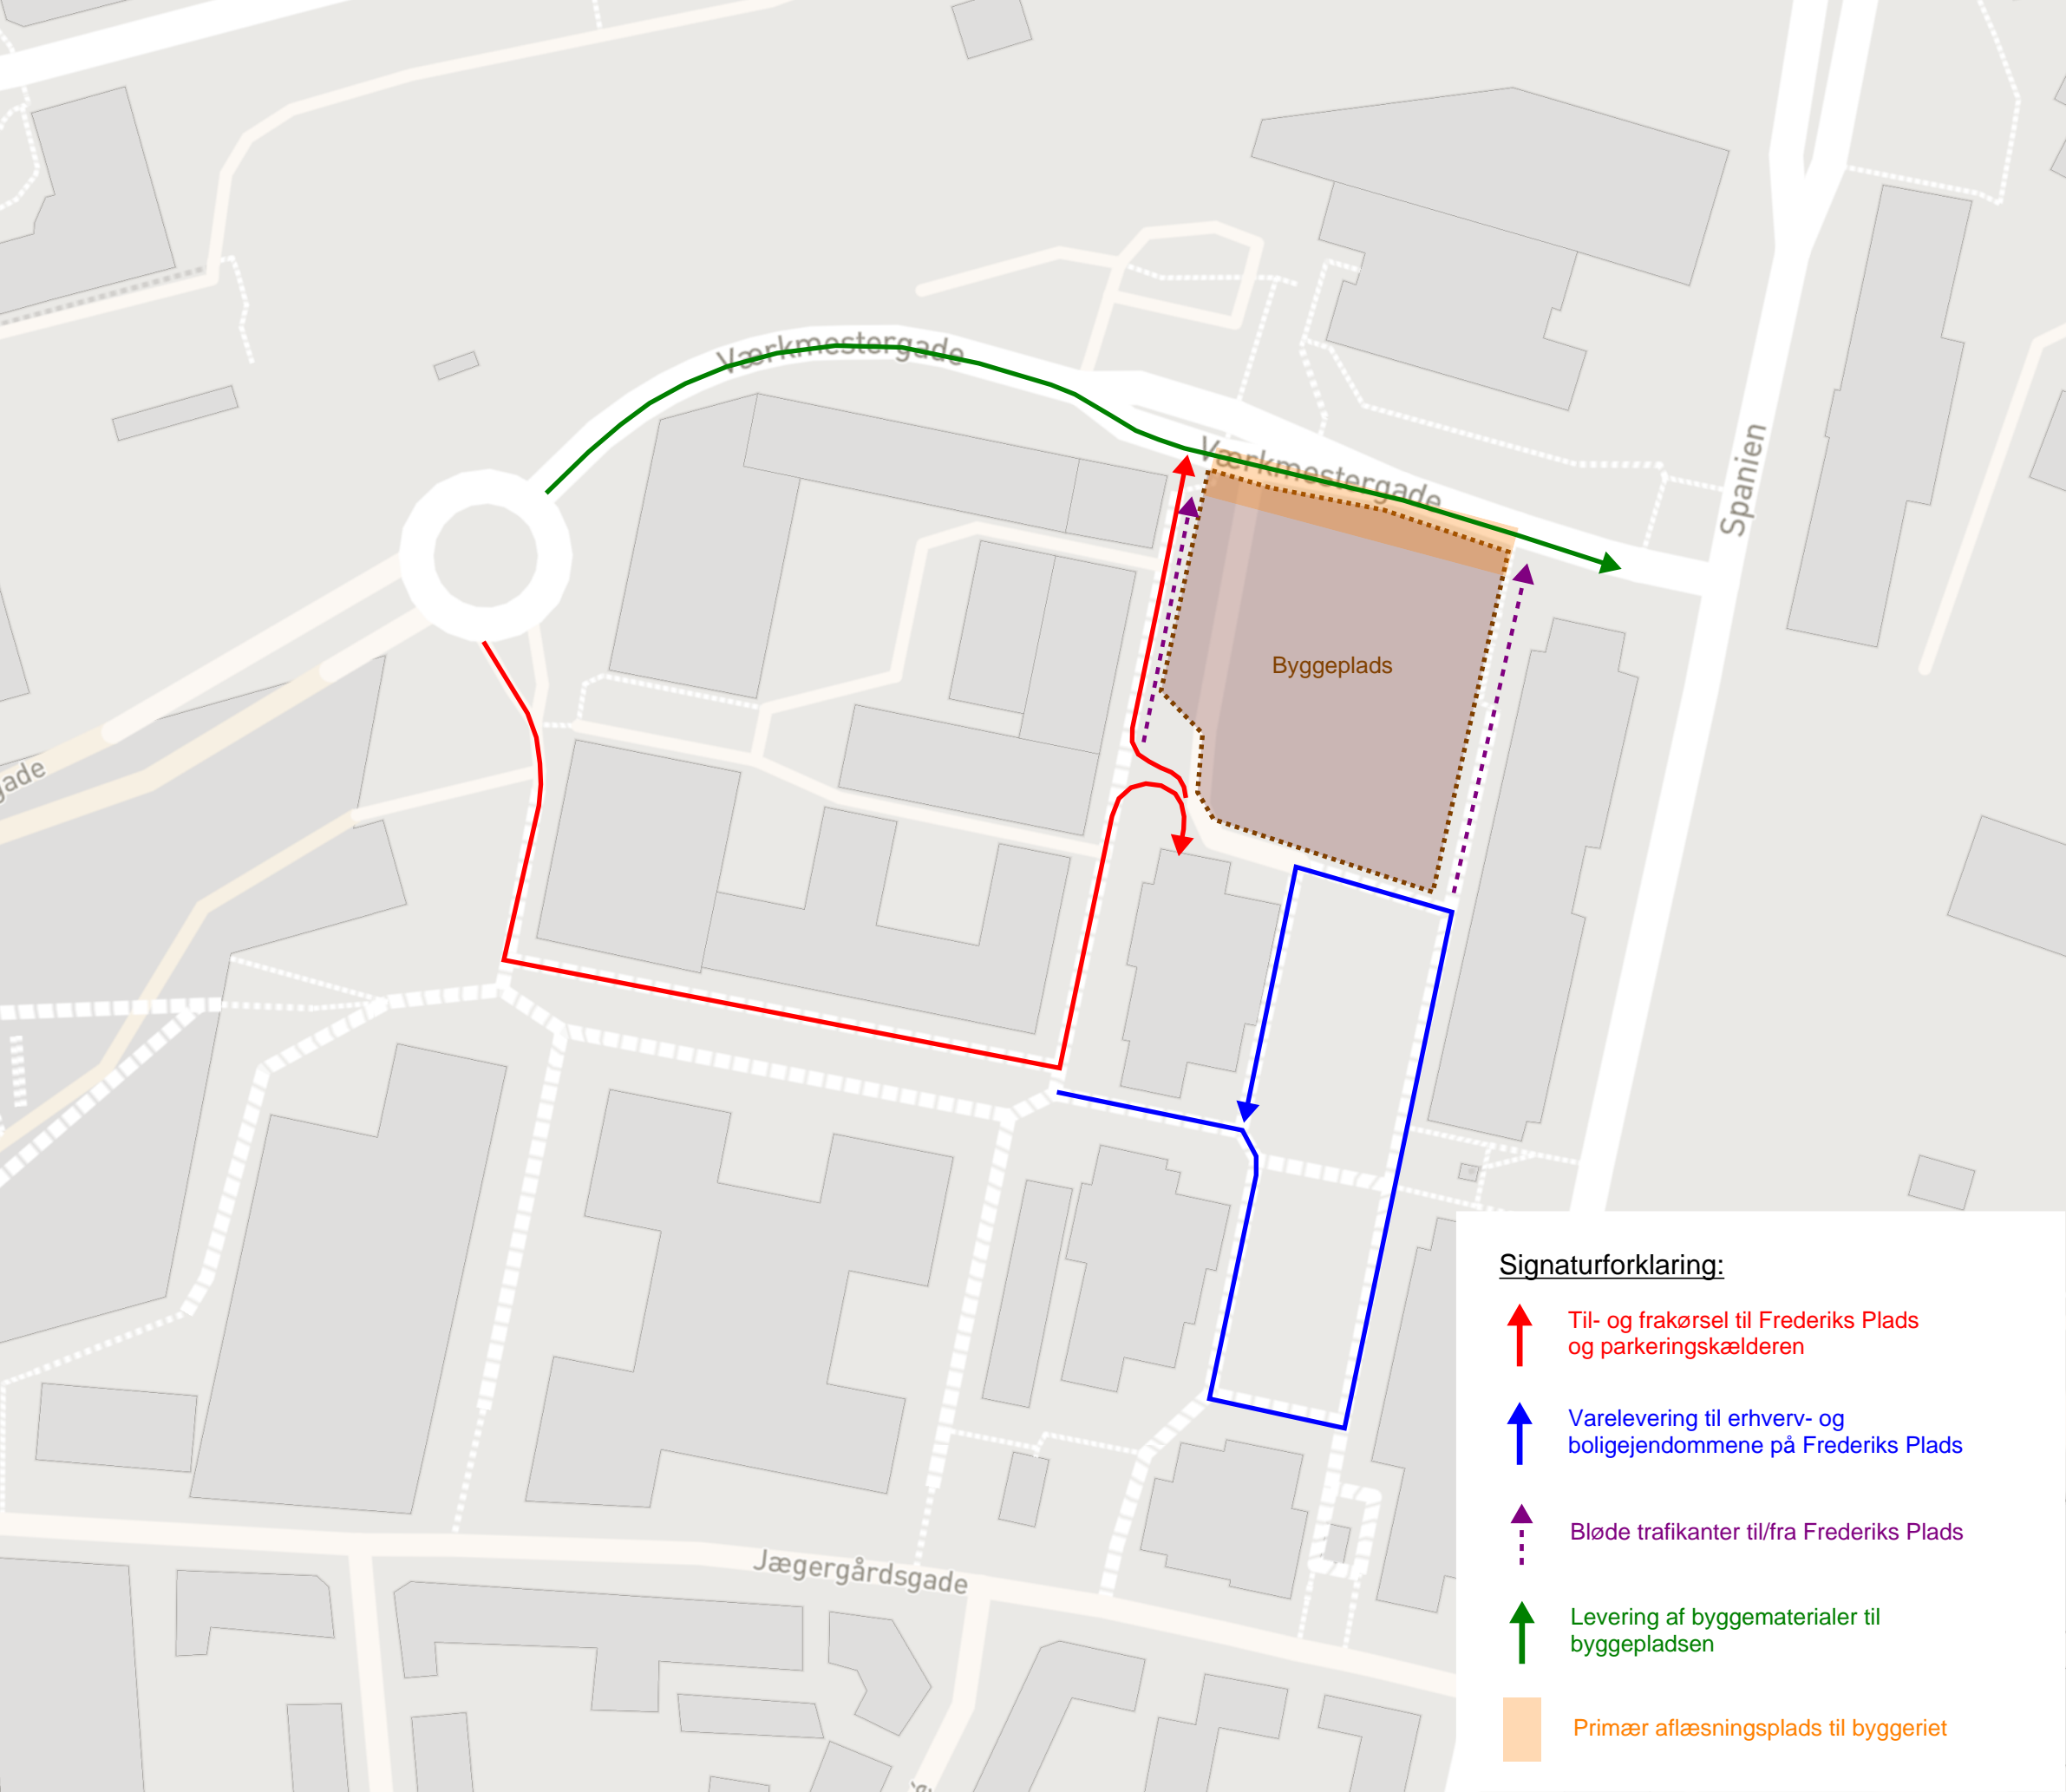 Værkmestergade
Værkmestergade
Spanien
Byggeplads
gade
Jægergårdsgade
Signaturforklaring:
Til- og frakørsel til Frederiks Plads
og parkeringskælderen
Varelevering til erhverv- og
boligejendommene på Frederiks Plads
Bløde trafikanter til/fra Frederiks Plads
Levering af byggematerialer til
byggepladsen
Primær aflæsningsplads til byggeriet